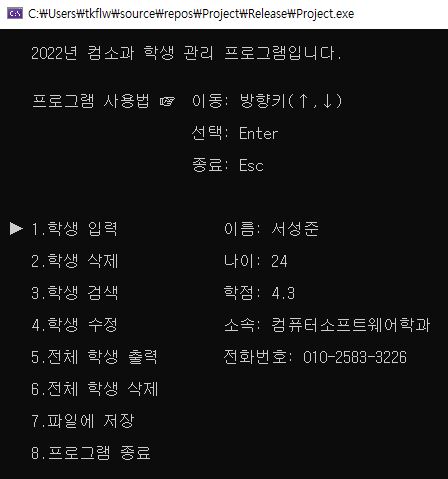 C:₩Users₩tkflw₩source₩repos₩Project₩Release₩Project.exe
2022년 컴소과 학생 관리 프로그램입니다.
프로그램 사용법 ☞ 이동: 방향키(↑,↓)
선택: Enter
종료: Esc
▶ 1.학생 입력 이름: 서성준
2.학생 삭제 나이: 24
3.학생 검색 학점: 4.3
4.학생 수정 소속: 컴퓨터소프트웨어학과
5.전체 학생 출력 전화번호: 010-2583-3226
6.전체 학생 삭제
7.파일에 저장
8.프로그램 종료